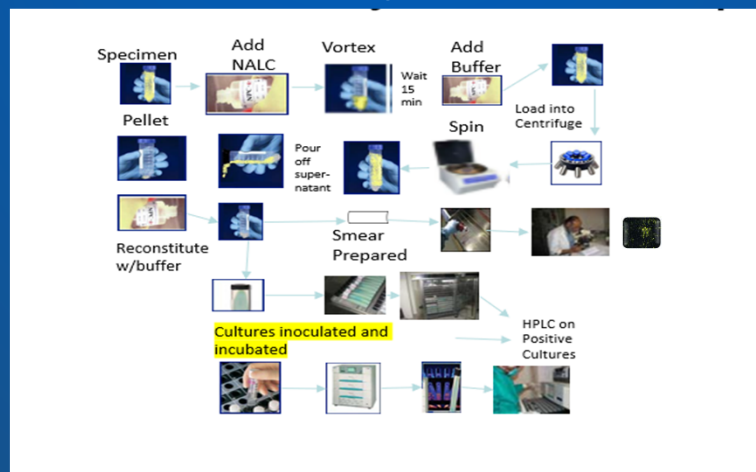 Specimen
Add
NALC
Vortex
Wait
15
min
Add
Buffer
Load into
Centrifuge
Pellet
Pour
off
super-
natant
Spin
Reconstitute
w/buffer
Smear
Prepared
Cultures inoculated and
incubated
HPLC on
Positive
Cultures